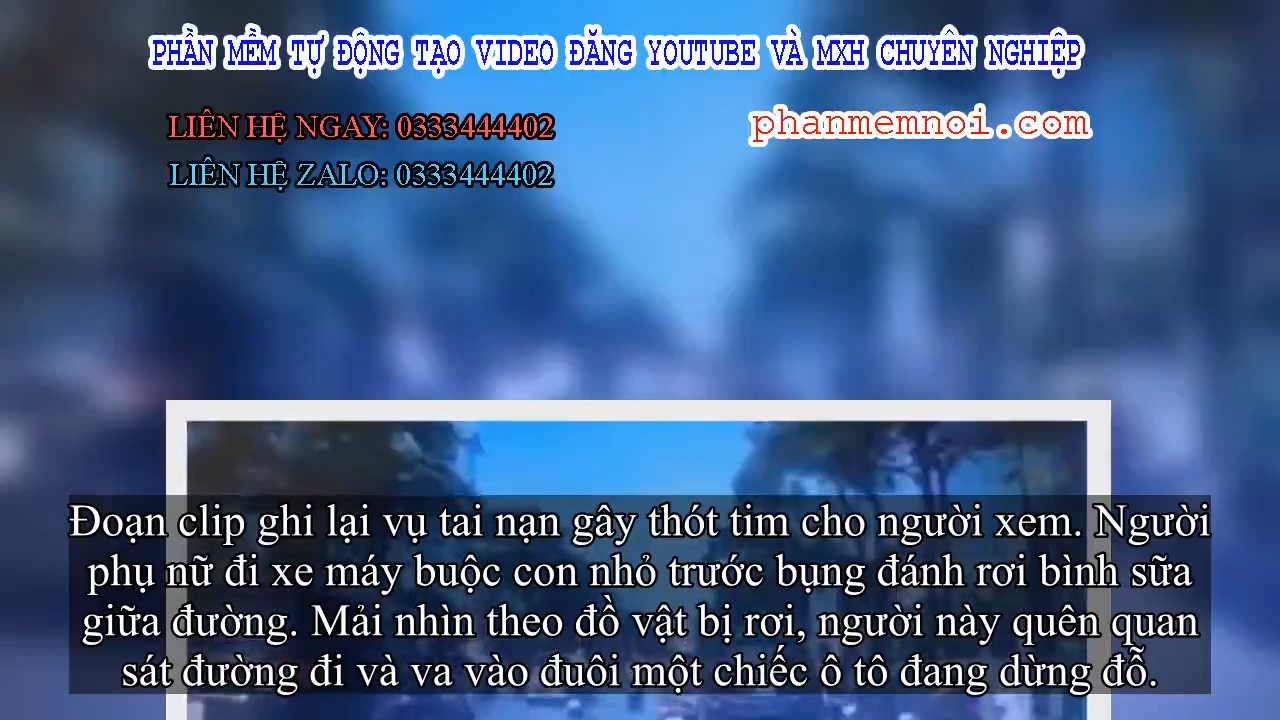 PHẦN MỀM TỰ ĐỘNG TẠO VIDEO ĐĂNG YOUTUBE VÀ MXH CHUYÊN NGHIỆP
LIÊN HỆ NGAY: 0333444402
phanmemnoi.com
LIÊN HỆ ZALO: 0333444402
Đoạn clip ghi lại vụ tai nạn gây thót tim cho người xem. Người
phụ nữ đi xe máy buộc con nhỏ trước bụng đánh rơi bình sữa
giữa đường. Mải nhìn theo đồ vật bị rơi, người này quên quan
sát đường đi và va vào đuôi một chiếc ô tô đang dừng đỗ.